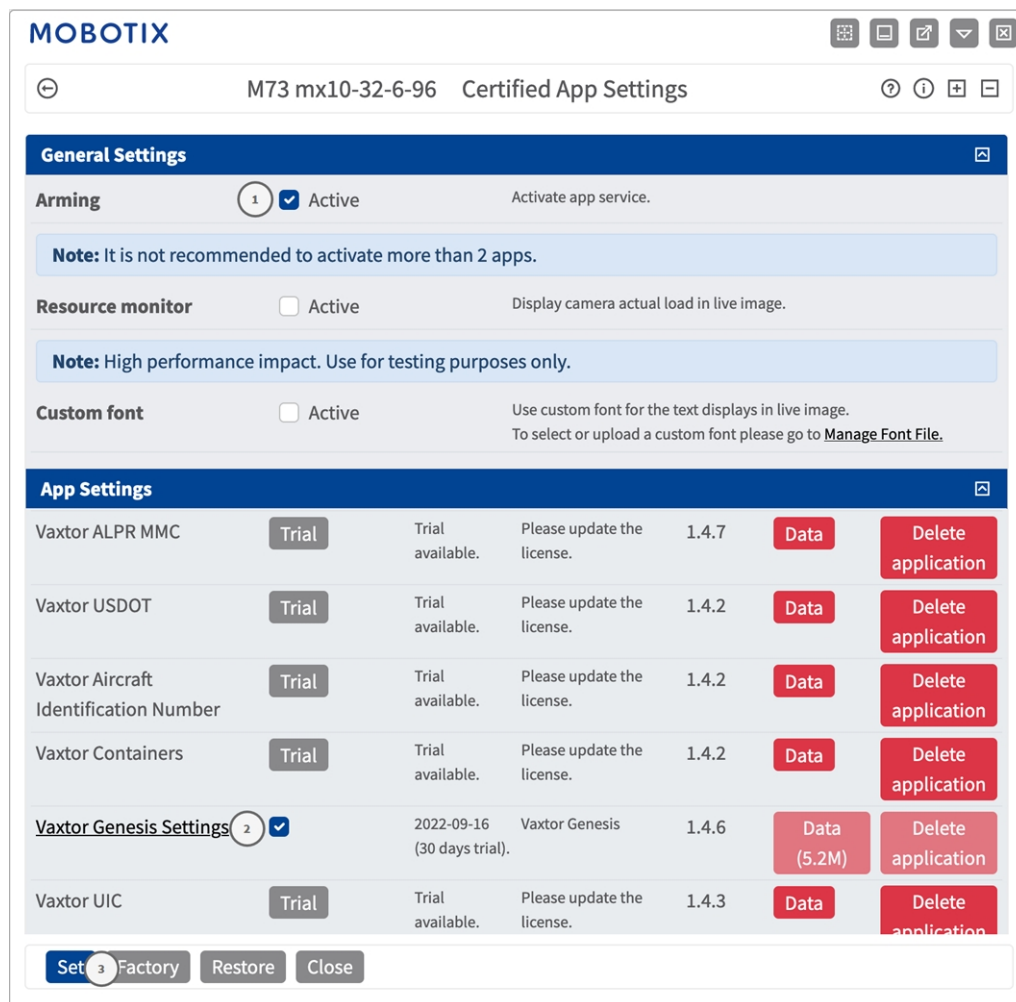 MOBOTIX
M73 mx10-32-6-96 Certified App Settings
General Settings
Arming 1 Active Activate app service.
Note: It is not recommended to activate more than 2 apps.
Resource monitor Active Display camera actual load in live image.
Note: High performance impact. Use for testing purposes only.
Custom font Active Use custom font for the text displays in live image.
To select or upload a custom font please go to Manage Font File.
App Settings
Vaxtor ALPR MMC Trial Trial Please update the 1.4.7 Data Delete
available. license. application
Vaxtor USDOT Trial Trial Please update the 1.4.2 Data Delete
available. license. application
Vaxtor Aircraft Trial Trial Please update the 1.4.2 Data Delete
Identification Number available. license. application
Vaxtor Containers Trial Trial Please update the 1.4.2 Data Delete
available. license. application
Vaxtor Genesis Settings 2 2022-09-16 Vaxtor Genesis 1.4.6 Data Delete
(30 days trial). (5.2M) application
Vaxtor UIC Trial Trial Please update the 1.4.3 Data Delete
available. license. application
Set 3 Factory Restore Close